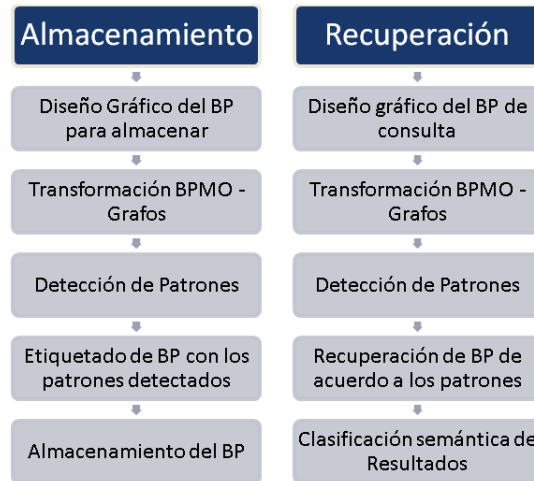 Almacenamiento
Diseño Gráfico del BP
para almacenar
Transformación BPMO -
Grafos
Detección de Patrones
Etiquetado de BP con los
patrones detectados
Almacenamiento del BP
Recuperación
Diseño gráfico del BP de
consulta
Transformación BPMO -
Grafos
Detección de Patrones
Recuperación de BP de
acuerdo a los patrones
Clasificación semántica de
Resultados